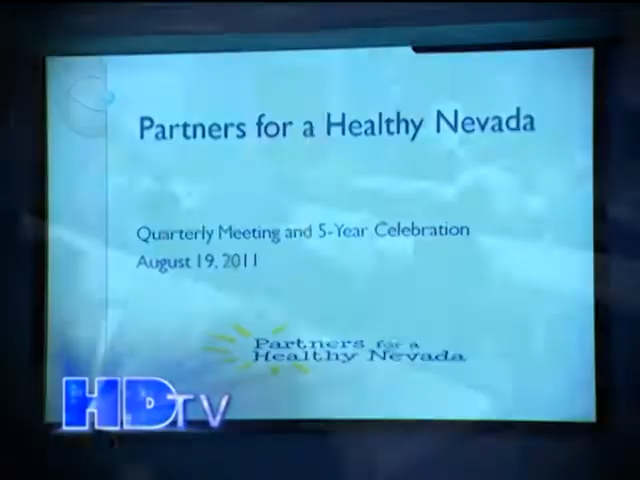 Partners for a Healthy Nevada
Quarterly Meeting and 5-Year Celebration
August 19, 2011
Partners for a
Healthy Nevada
HDTV